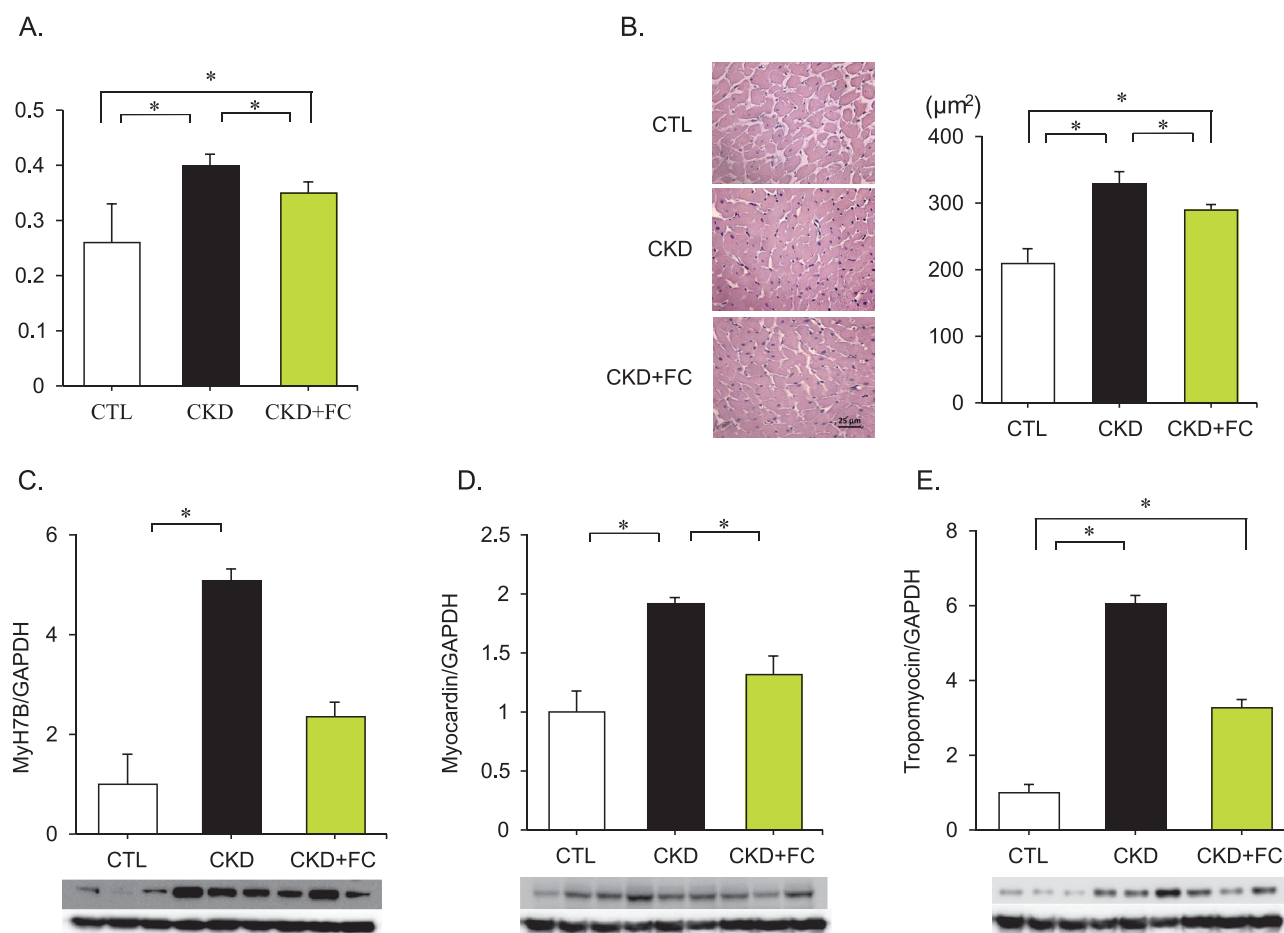 A.
*
*
*
0.5
0.4
0.3
0.2
0.1
0
CTL
CKD
CKD+FC
B.
CTL
CKD
CKD+FC
25 µm
(µm²)
*
*
*
400
300
200
100
0
CTL
CKD
CKD+FC
C.
MyH7B/GAPDH
*
6
4
2
0
CTL
CKD
CKD+FC
D.
Myocardin/GAPDH
*
*
2.5
2
1.5
1
0.5
0
CTL
CKD
CKD+FC
E.
Tropomyocin/GAPDH
*
*
8
6
4
2
0
CTL
CKD
CKD+FC